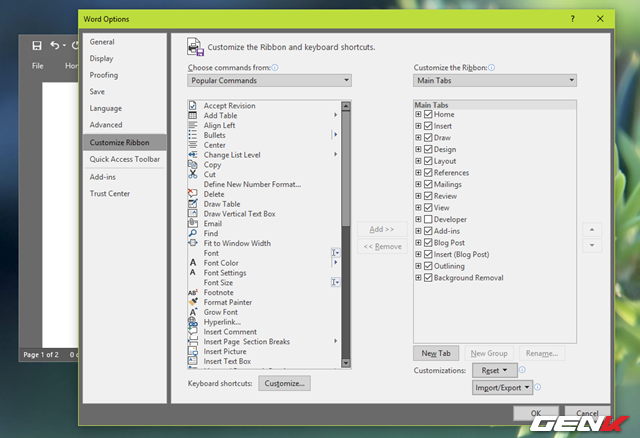 Word Options
?
File
Hom
Page 1 of 2
0 c
General
Display
Proofing
Save
Language
Advanced
Customize Ribbon
Quick Access Toolbar
Add-ins
Trust Center
Customize the Ribbon and keyboard shortcuts.
Choose commands from:
Popular Commands
Accept Revision
Add Table
Align Left
Bullets
Center
Change List Level
Copy
Cut
Define New Number Format...
Delete
Draw Table
Draw Vertical Text Box
Email
Find
Fit to Window Width
Font
Font Color
Font Settings
Font Size
Footnote
Format Painter
Grow Font
Hyperlink...
Insert Comment
Insert Page Section Breaks
Insert Picture
Insert Text Box
Keyboard shortcuts: Customize...
Add >>
<< Remove
Customize the Ribbon:
Main Tabs
Main Tabs
Home
Insert
Draw
Design
Layout
References
Mailings
Review
View
Developer
Add-ins
Blog Post
Insert (Blog Post)
Outlining
Background Removal
New Tab New Group Rename...
Customizations: Reset
Import/Export
OK Cancel
GENK